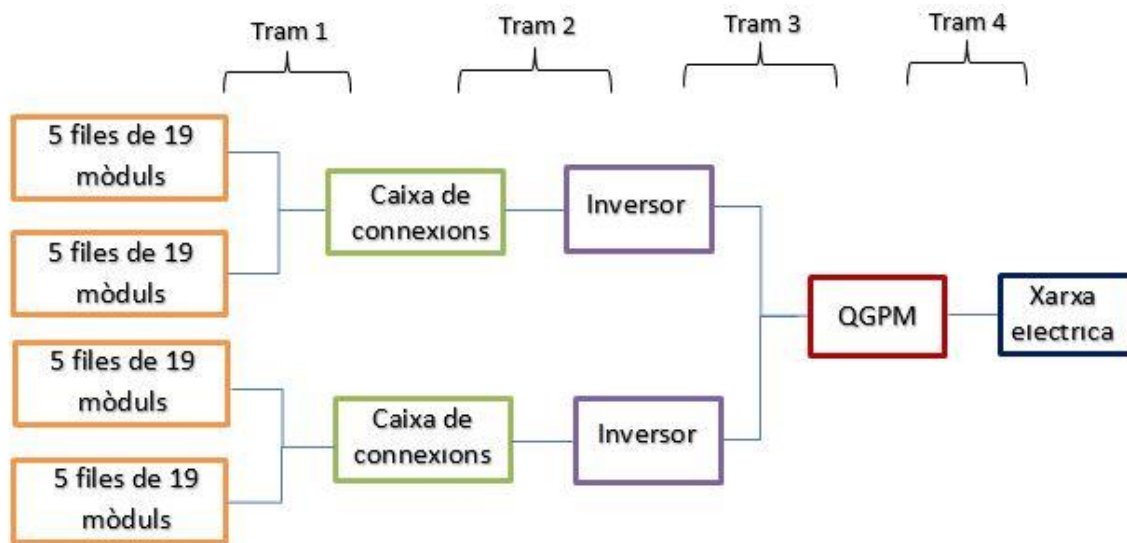 Tram 1
Tram 2
Tram 3
Tram 4
5 files de 19
mòduls
5 files de 19
mòduls
Caixa de
connexions
Inversor
QGPM
Xarxa
electrica
5 files de 19
mòduls
5 files de 19
mòduls
Caixa de
connexions
Inversor